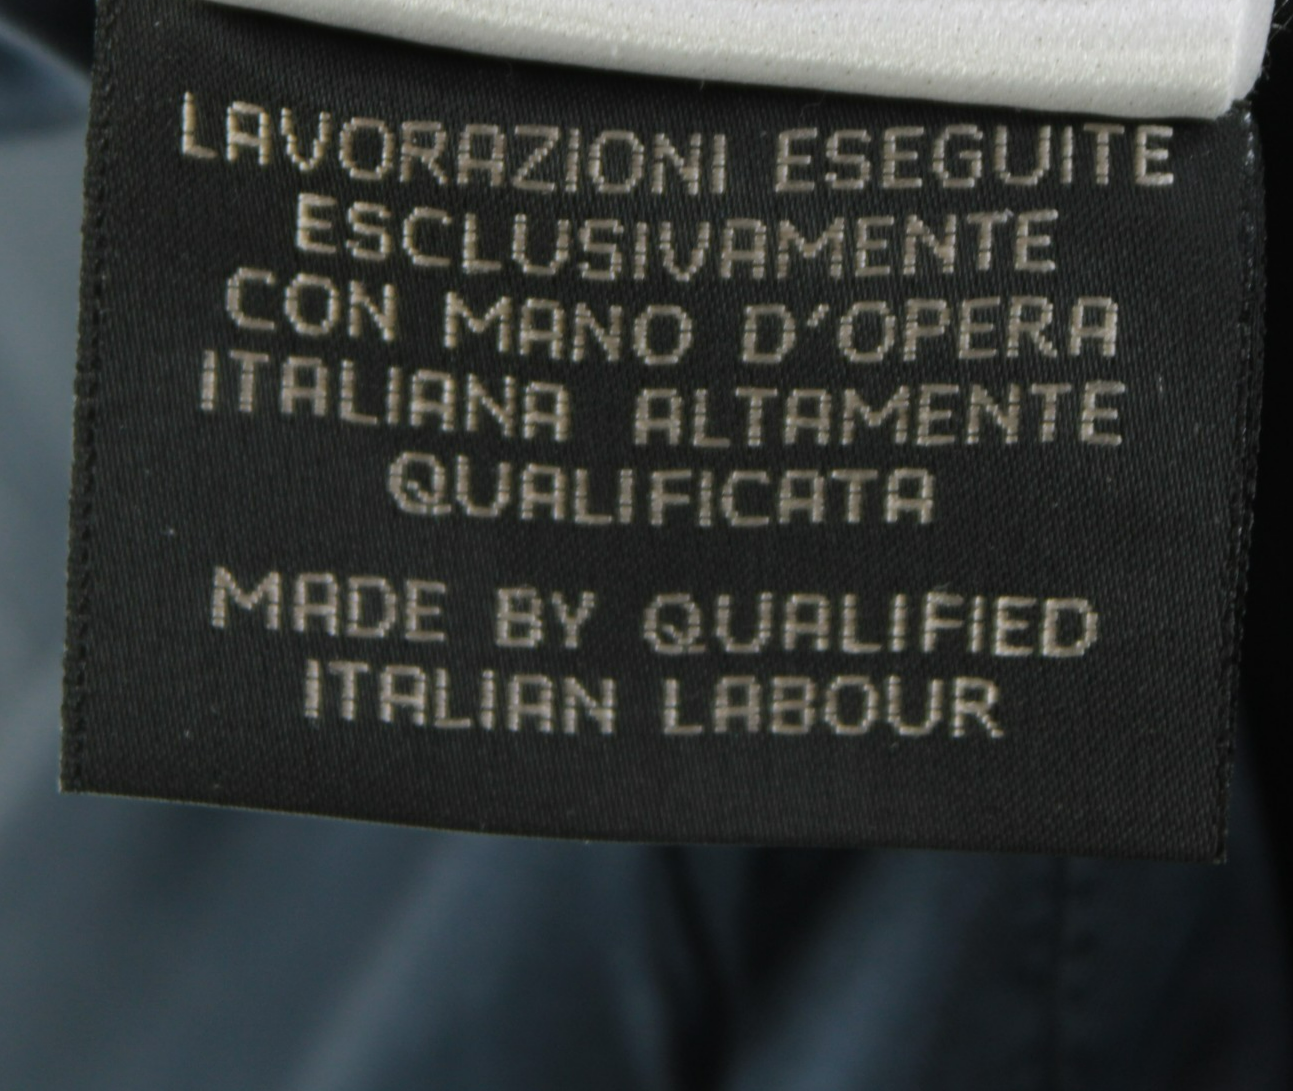 LAVORAZIONI ESEGUITE
ESCLUSIVAMENTE
CON MANO D'OPERA
ITALIANA ALTAMENTE
QUALIFICATA
MADE BY QUALIFIED
ITALIAN LABOUR